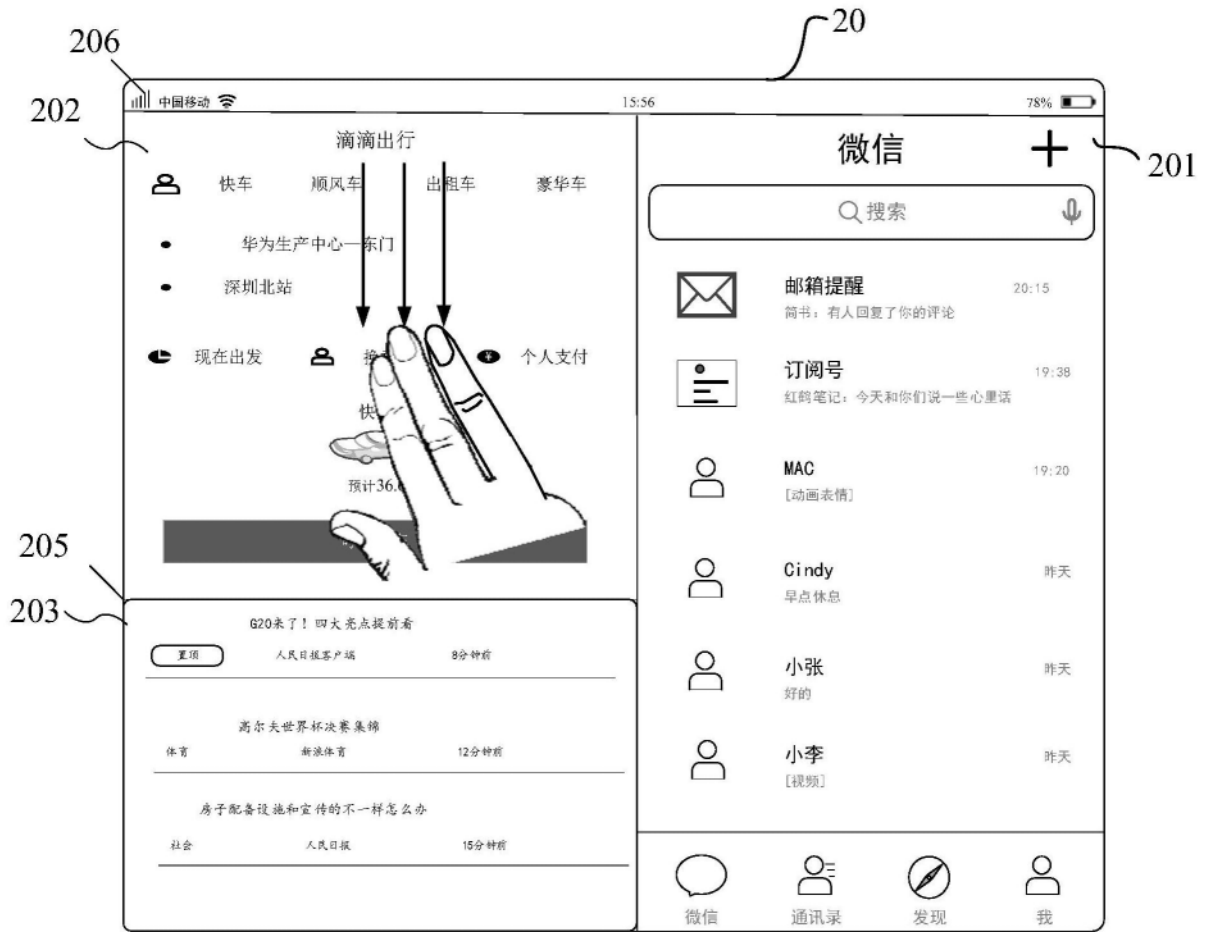 20
206
中国移动
15:56
78%
202
滴滴出行
快车
顺风车
出租车
豪华车
华为生产中心—东门
深圳北站
现在出发
个人支付
快
预计36.
205
203
G20来了！四大亮点提前看
置顶
人民日报客户端
8分钟前
高尔夫世界杯决赛集锦
体育
新浪体育
12分钟前
房子配备设施和宣传的不一样怎么办
社会
人民日报
15分钟前
微信
201
搜索
邮箱提醒
20:15
简书：有人回复了你的评论
订阅号
19:38
红鹤笔记：今天和你们说一些心里话
MAC
19:20
[动画表情]
Cindy
昨天
早点休息
小张
昨天
好的
小李
昨天
[视频]
微信
通讯录
发现
我